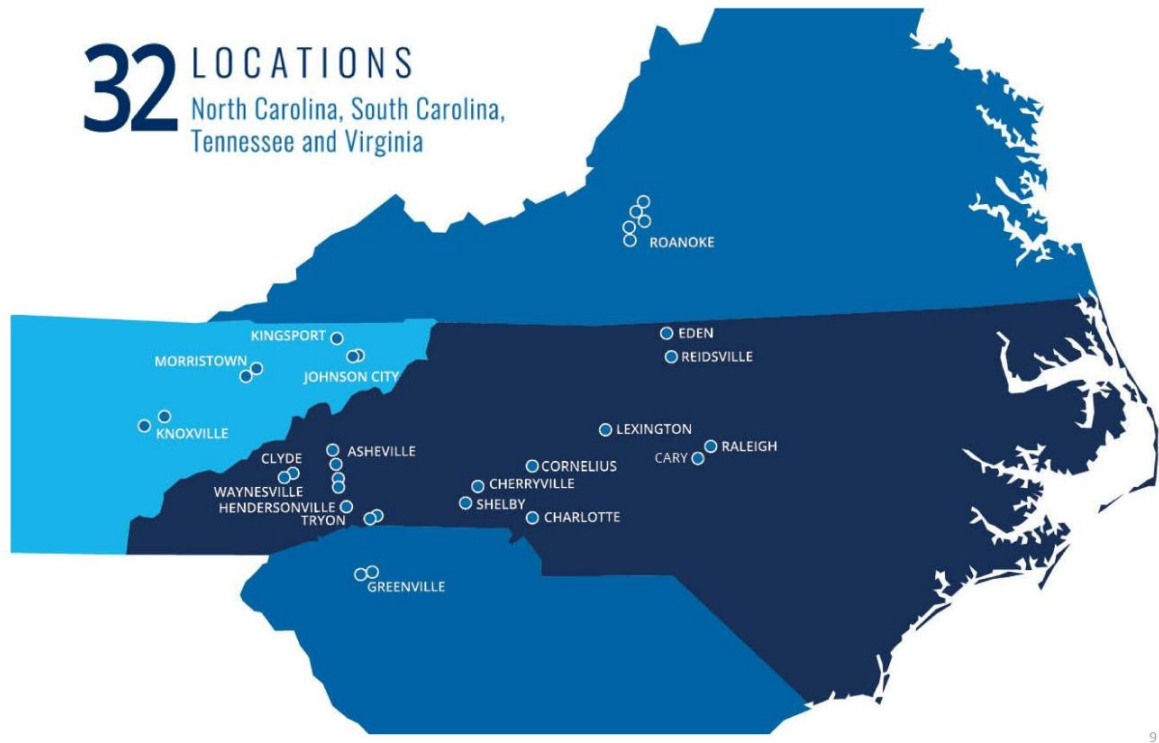 32 LOCATIONS
North Carolina, South Carolina,
Tennessee and Virginia
ROANOKE
KINGSPORT
EDEN
MORRISTOWN
REIDSVILLE
JOHNSON CITY
KNOXVILLE
LEXINGTON
RALEIGH
ASHEVILLE
CARY
CLYDE
CORNELIUS
WAYNESVILLE
CHERRYVILLE
HENDERSONVILLE
SHELBY
TRYON
CHARLOTTE
GREENVILLE
9